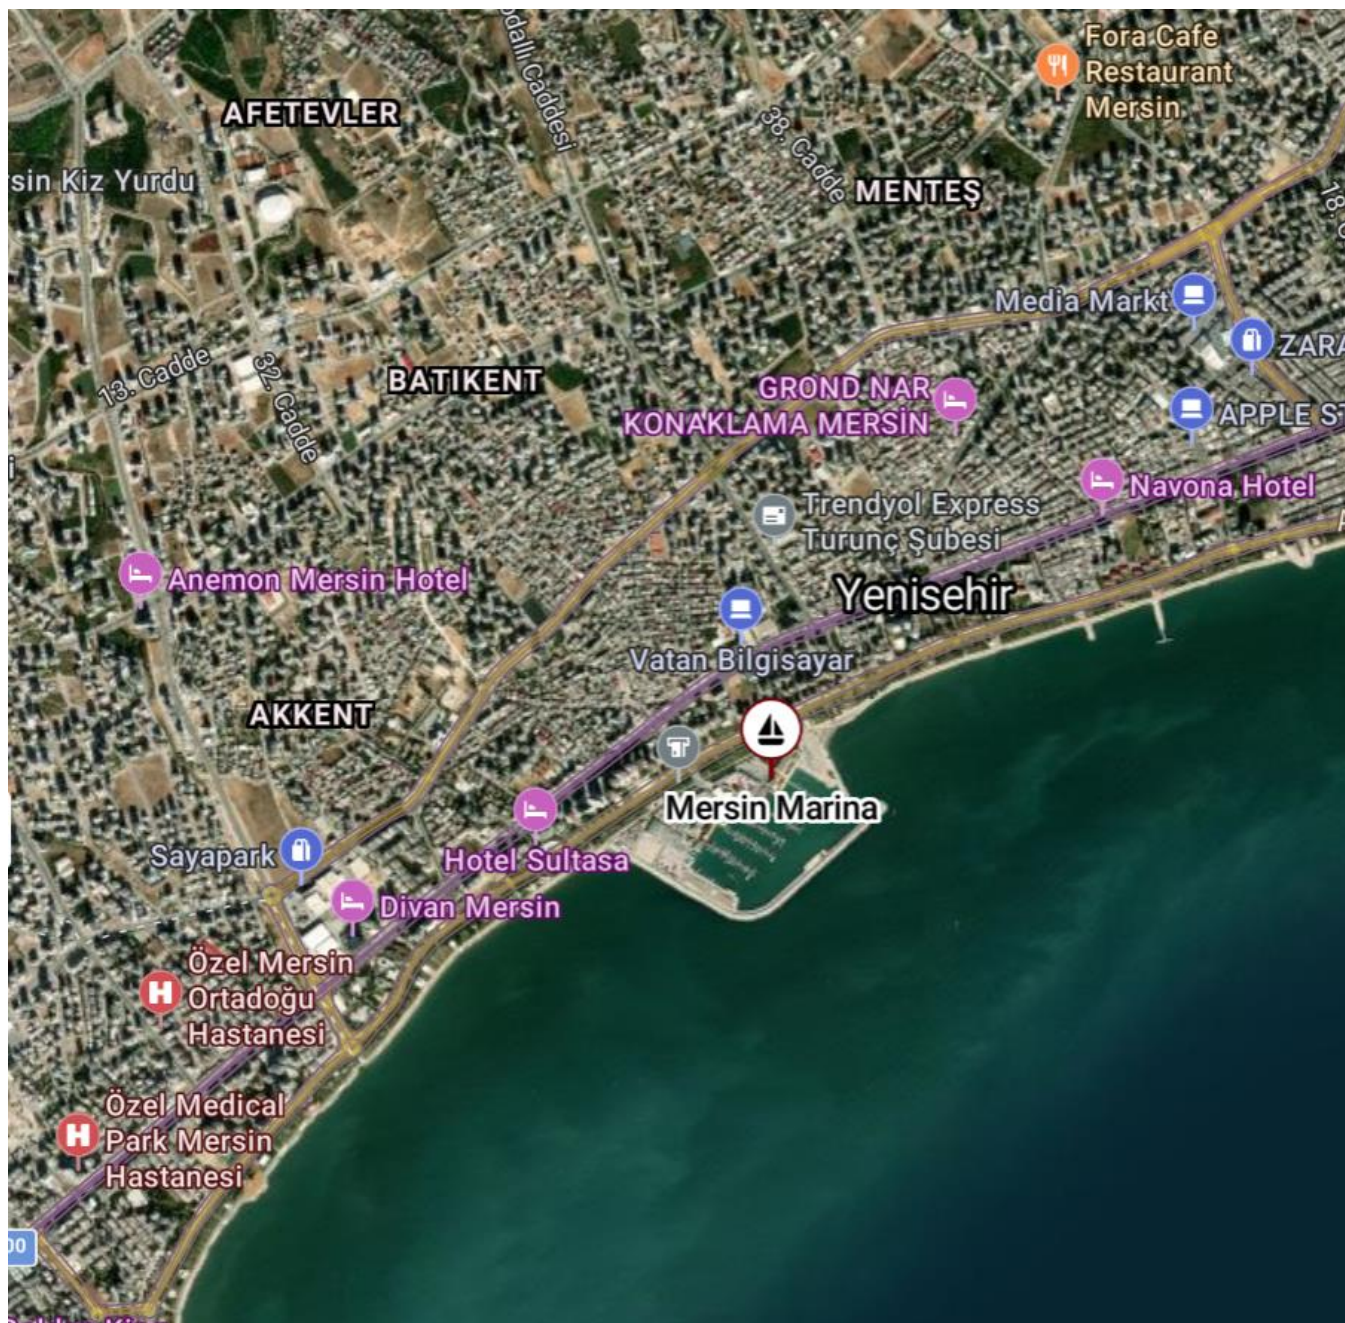 Fora Cafe
Restaurant
Mersin
AFETEVLER
38. Cadde
sin Kiz Yurdu
MENTEŞ
Media Markt
ZARA
13. Cadde
32. Cadde
BATIKENT
GROND NAR
KONAKLAMA MERSİN
APPLE ST
Navona Hotel
Trendyol Express
Turunç Şubesi
Anemon Mersin Hotel
Yenisehir
Vatan Bilgisayar
AKKENT
Mersin Marina
Sayapark
Hotel Sultasa
Divan Mersin
Özel Mersin
Ortadoğu
Hastanesi
Özel Medical
Park Mersin
Hastanesi
00